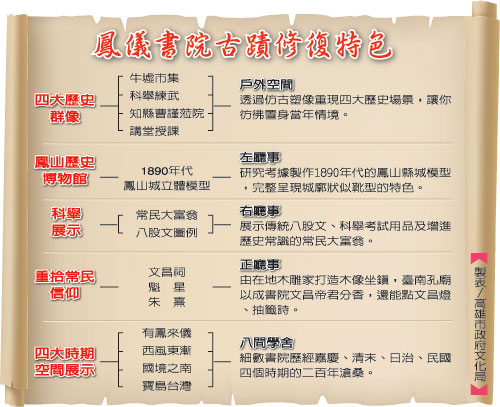 鳳儀書院古蹟修復特色
四大歷史
群像
牛墟市集
科舉練武
知縣曹謹蒞院
講堂授課
戶外空間
透過仿古塑像重現四大歷史場景，讓你
彷彿置身當年情境。
鳳山歷史
博物館
1890年代
鳳山城立體模型
左廳事
研究考據製作1890年代的鳳山縣城模型
，完整呈現城廓狀似靴型的特色。
科舉
展示
常民大富翁
八股文圖例
右廳事
展示傳統八股文、科舉考試用品及增進
歷史常識的常民大富翁。
重拾常民
信仰
文昌祠
魁 星
朱 熹
正廳事
由在地木雕家打造木像坐鎮，臺南孔廟
以成書院文昌帝君分香，還能點文昌燈
、抽籤詩。
四大時期
空間展示
有鳳來儀
西風東漸
國境之南
寶島台灣
八間學舍
細數書院歷經嘉慶、清末、日治、民國
四個時期的二百年滄桑。
製表/高雄市政府文化局